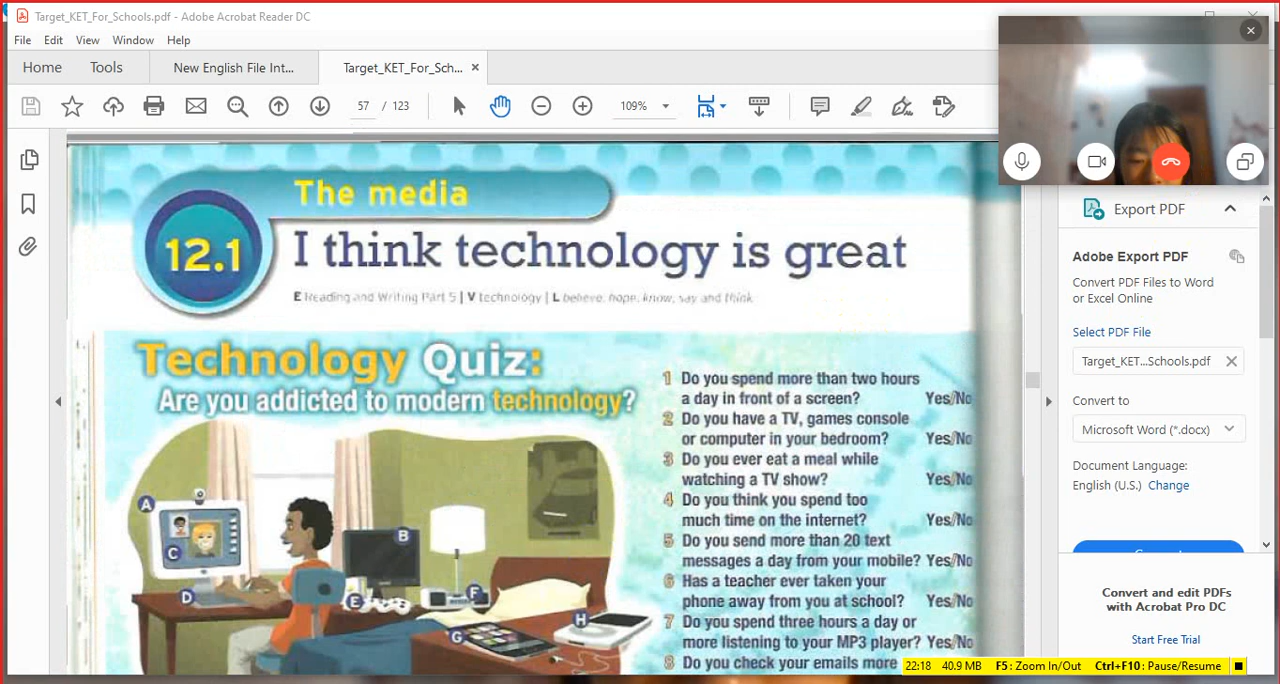 Target_KET_For_Schools.pdf - Adobe Acrobat Reader DC
File Edit View Window Help
Home Tools New English File Int... Target_KET_For_Sch... ×
57 / 123 109%
The media
12.1
I think technology is great
E Reading and Writing Part 5 | V technology | L believe, hope, know, say and think
Technology Quiz:
Are you addicted to modern technology?
A
B
C
D
E
F
G
H
1 Do you spend more than two hours
a day in front of a screen? Yes/No
2 Do you have a TV, games console
or computer in your bedroom? Yes/No
3 Do you ever eat a meal while
watching a TV show? Yes/No
4 Do you think you spend too
much time on the internet? Yes/No
5 Do you send more than 20 text
messages a day from your mobile? Yes/No
6 Has a teacher ever taken your
phone away from you at school? Yes/No
7 Do you spend three hours a day or
more listening to your MP3 player? Yes/No
8 Do you check your emails more
Export PDF
Adobe Export PDF
Convert PDF Files to Word
or Excel Online
Select PDF File
Target_KET...Schools.pdf
Convert to
Microsoft Word (*.docx)
Document Language:
English (U.S.) Change
Convert and edit PDFs
with Acrobat Pro DC
Start Free Trial
22:18 40.9 MB F5: Zoom In/Out Ctrl+F10: Pause/Resume